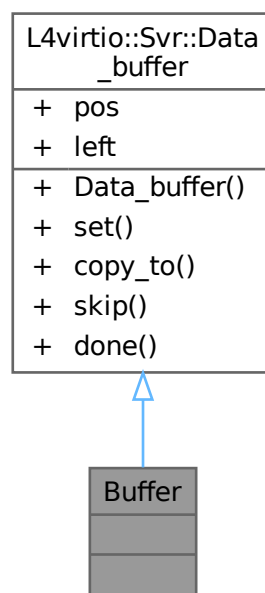 L4virtio::Svr::Data
_buffer
+ pos
+ left
+ Data_buffer()
+ set()
+ copy_to()
+ skip()
+ done()
Buffer